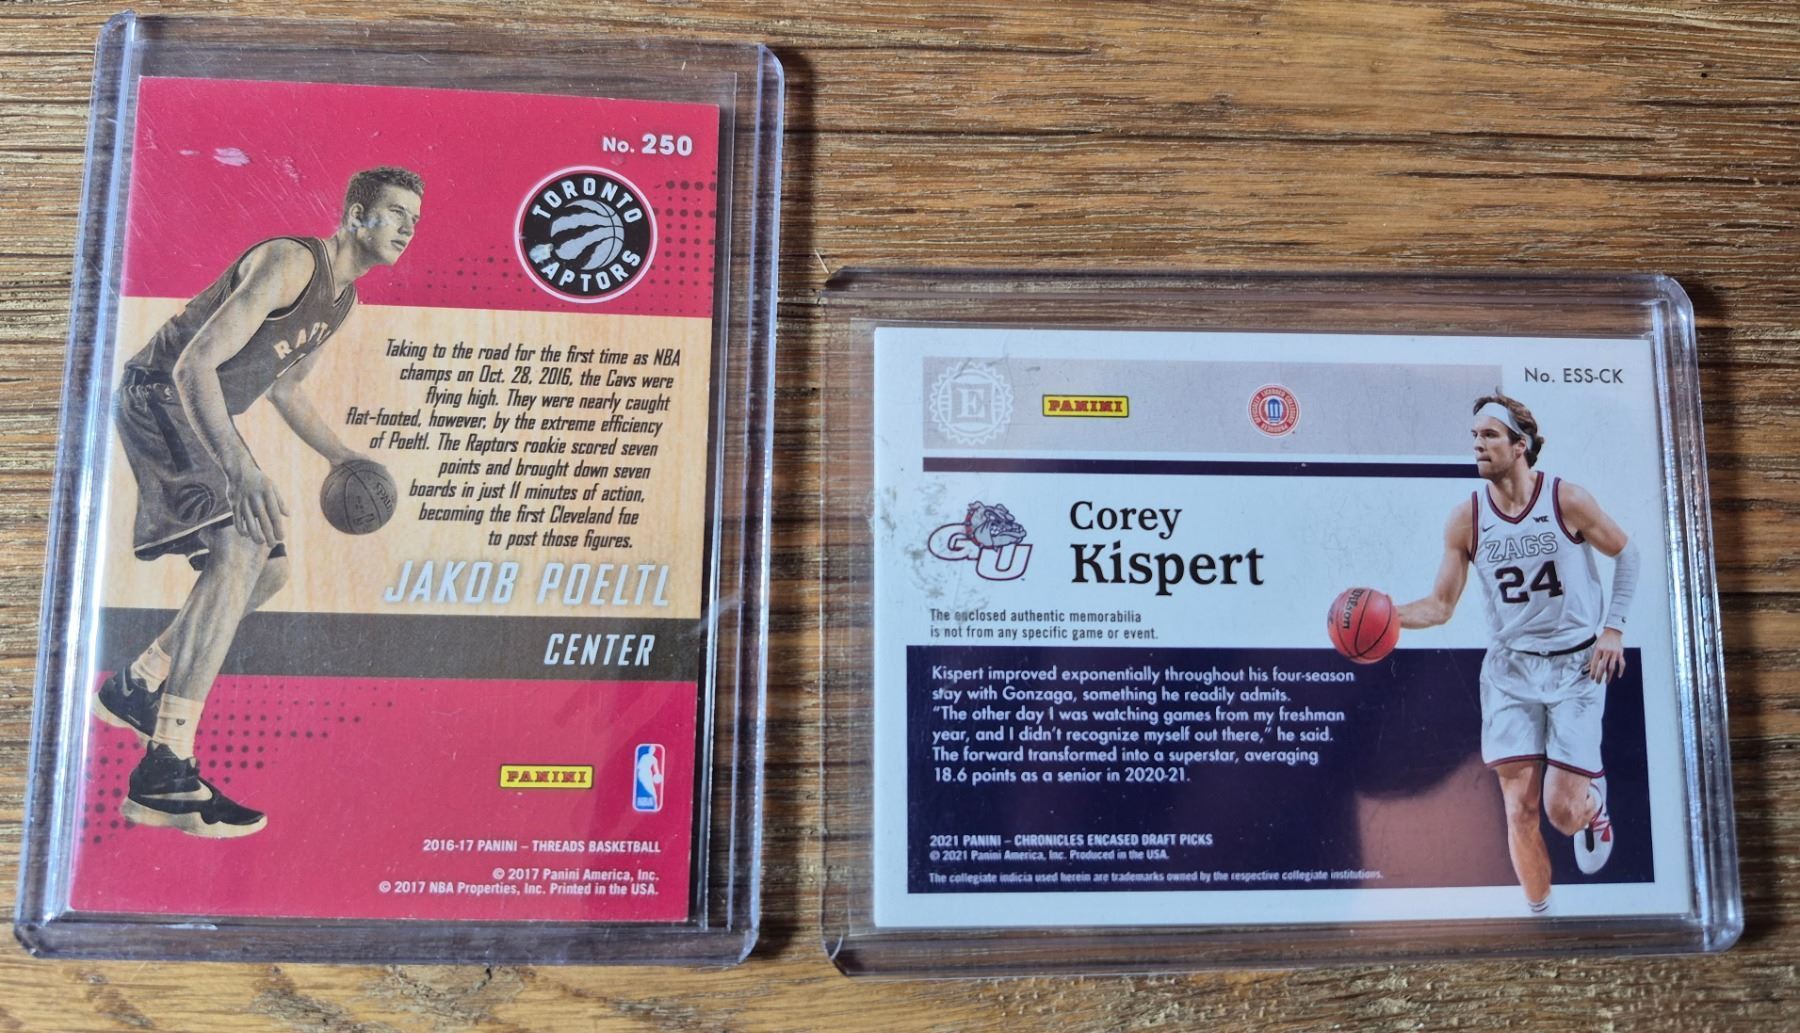 No. 250
TORONTO
RAPTORS
RAPT
Taking to the road for the first time as NBA
champs on Oct. 28, 2016, the Cavs were
flying high. They were nearly caught
flat-footed, however, by the extreme efficiency
of Poeltl. The Raptors rookie scored seven
points and brought down seven
boards in just 11 minutes of action,
becoming the first Cleveland foe
to post those figures.
SPALDI
JAKOB POELTL
CENTER
PANINI
NBA
2016-17 PANINI – THREADS BASKETBALL
© 2017 Panini America, Inc.
© 2017 NBA Properties, Inc. Printed in the USA.
No. ESS-CK
E
PANINI
GU
Corey
Kispert
ZAGS
24
Wilson
The enclosed authentic memorabilia
is not from any specific game or event.
Kispert improved exponentially throughout his four-season
stay with Gonzaga, something he readily admits.
"The other day I was watching games from my freshman
year, and I didn't recognize myself out there," he said.
The forward transformed into a superstar, averaging
18.6 points as a senior in 2020-21.
2021 PANINI – CHRONICLES ENCASED DRAFT PICKS
© 2021 Panini America, Inc. Produced in the USA.
The collegiate indicia used herein are trademarks owned by the respective collegiate institutions.